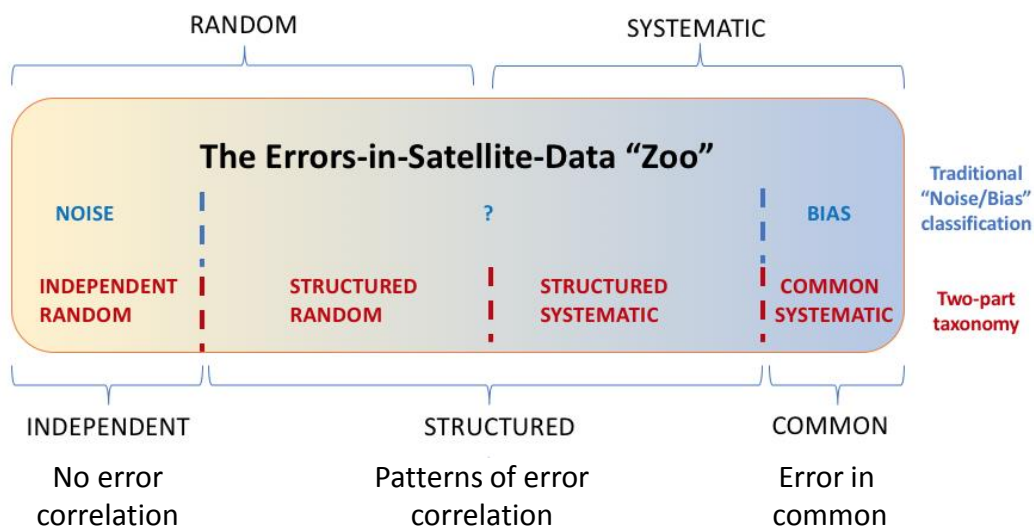 RANDOM
SYSTEMATIC
The Errors-in-Satellite-Data “Zoo”
NOISE
?
BIAS
Traditional
“Noise/Bias”
classification
INDEPENDENT
RANDOM
STRUCTURED
RANDOM
STRUCTURED
SYSTEMATIC
COMMON
SYSTEMATIC
Two-part
taxonomy
INDEPENDENT
STRUCTURED
COMMON
No error
correlation
Patterns of error
correlation
Error in
common